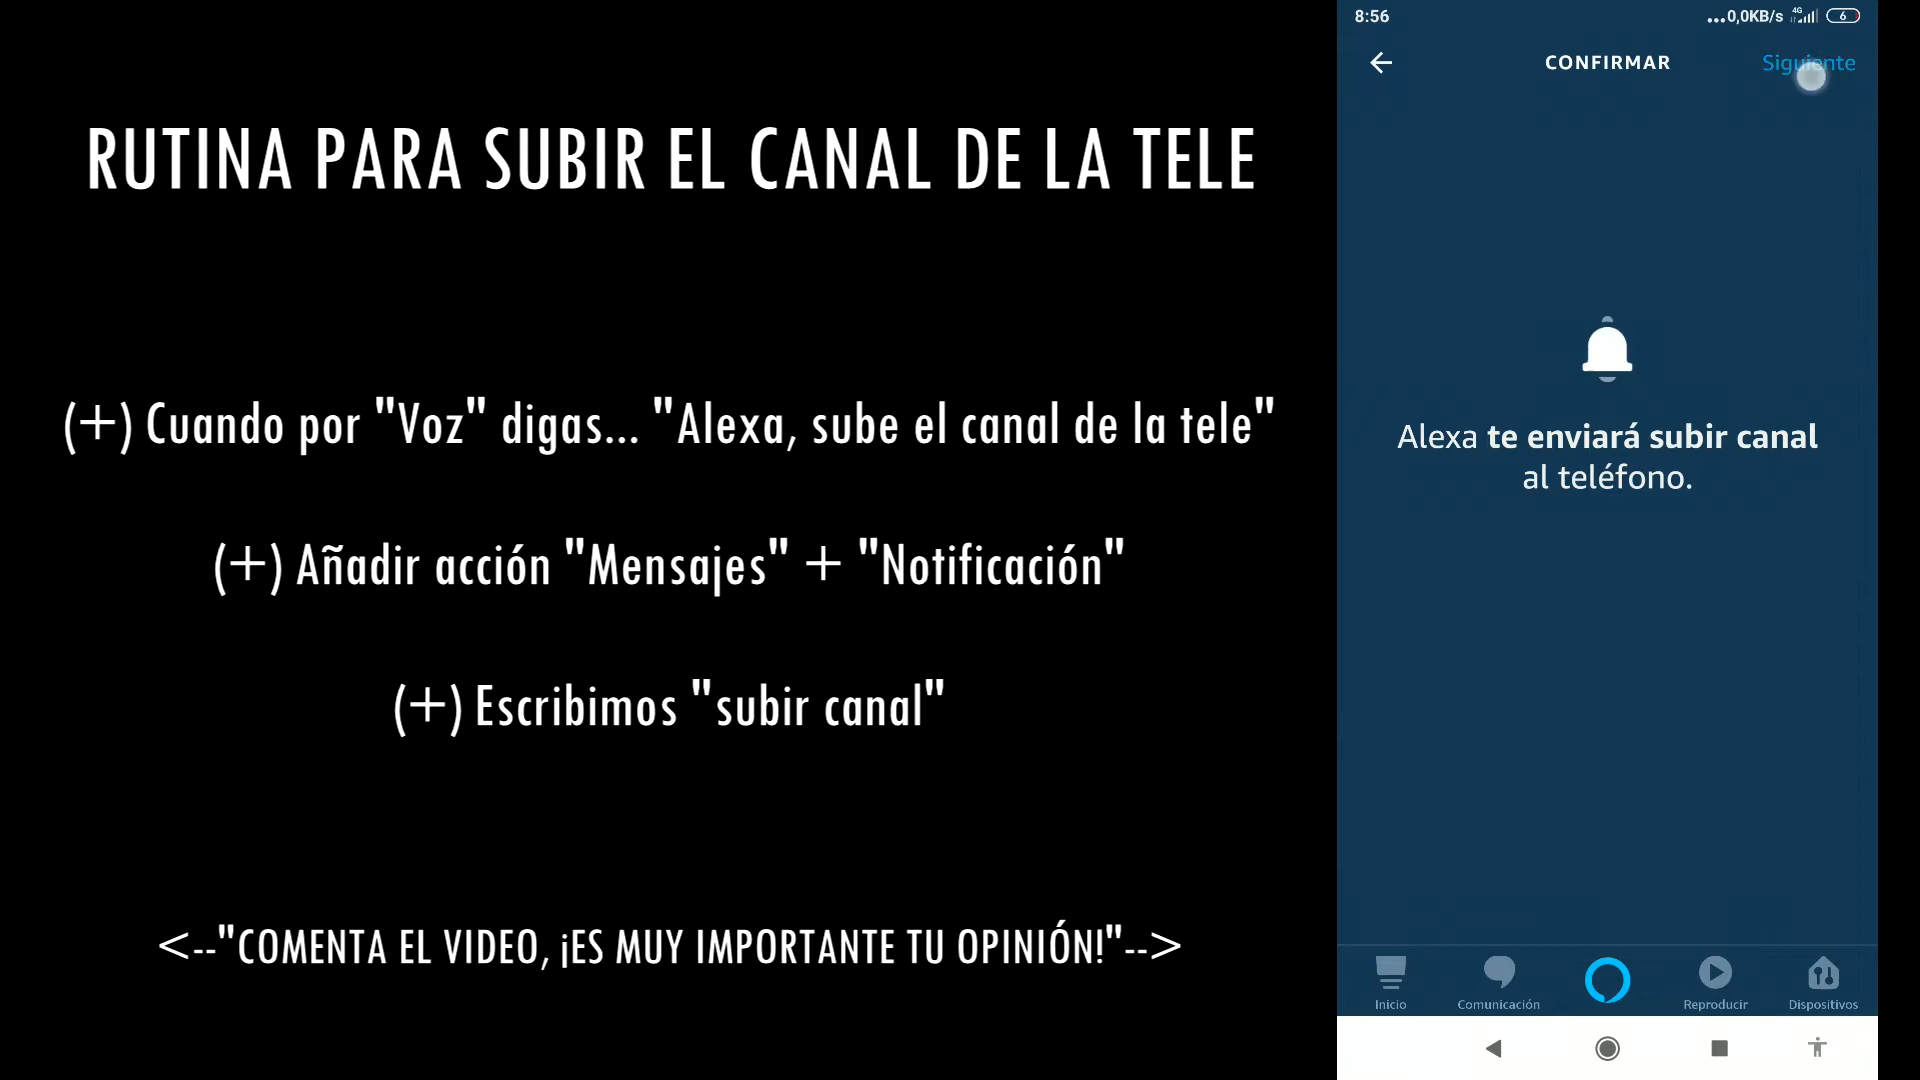 RUTINA PARA SUBIR EL CANAL DE LA TELE
(+) Cuando por "Voz" digas... "Alexa, sube el canal de la tele"
(+) Añadir acción "Mensajes" + "Notificación"
(+) Escribimos "subir canal"
<--"COMENTA EL VIDEO, ¡ES MUY IMPORTANTE TU OPINIÓN!"-->
8:56
...0,0KB/s 4G 6
CONFIRMAR
Siguiente
Alexa te enviará subir canal
al teléfono.
Inicio
Comunicación
Reproducir
Dispositivos